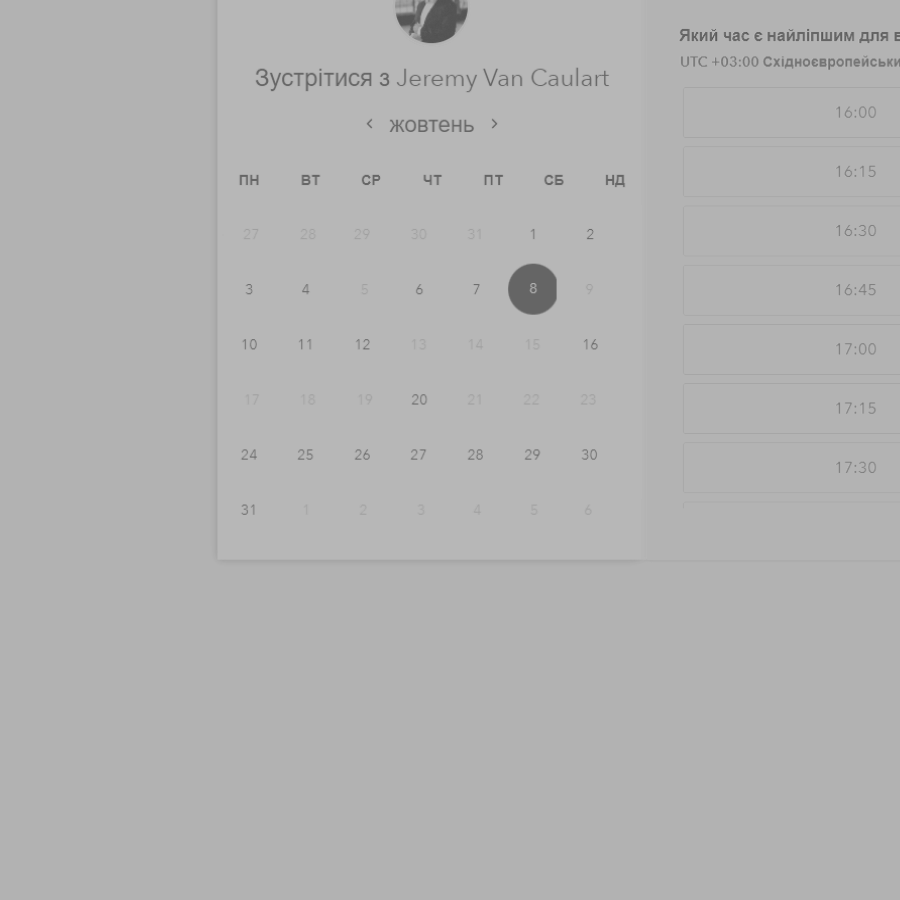 Зустрітися з Jeremy Van Caulart
жовтень
ПН ВТ СР ЧТ ПТ СБ НД
27 28 29 30 31 1 2
3 4 5 6 7 8 9
10 11 12 13 14 15 16
17 18 19 20 21 22 23
24 25 26 27 28 29 30
31 1 2 3 4 5 6
Який час є найліпшим для
UTC +03:00
16:00
16:15
16:30
16:45
17:00
17:15
17:30